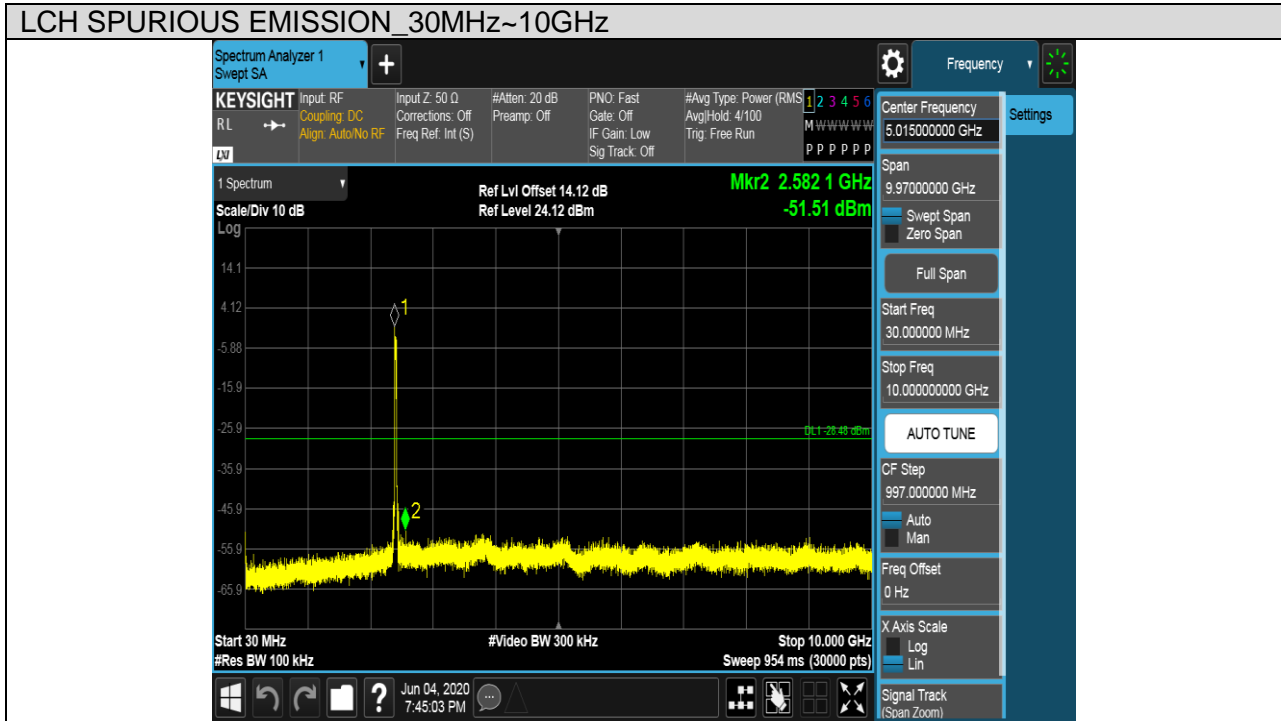 LCH SPURIOUS EMISSION_30MHz~10GHz
Spectrum Analyzer 1
Swept SA
Frequency
KEYSIGHT
RL
LXI
Input: RF
Coupling: DC
Align: Auto/No RF
Input Z: 50 Ω
Corrections: Off
Freq Ref: Int (S)
#Atten: 20 dB
Preamp: Off
PNO: Fast
Gate: Off
IF Gain: Low
Sig Track: Off
#Avg Type: Power (RMS
Avg|Hold: 4/100
Trig: Free Run
1 2 3 4 5 6
M W W W W W
P P P P P P
1 Spectrum
Scale/Div 10 dB
Log
Ref Lvl Offset 14.12 dB
Ref Level 24.12 dBm
Mkr2 2.582 1 GHz
-51.51 dBm
14.1
4.12
-5.88
-15.9
-25.9
-35.9
-45.9
-55.9
-65.9
1
2
DL1 -28.48 dBm
Start 30 MHz
#Res BW 100 kHz
#Video BW 300 kHz
Stop 10.000 GHz
Sweep 954 ms (30000 pts)
Center Frequency
5.015000000 GHz
Settings
Span
9.97000000 GHz
Swept Span
Zero Span
Full Span
Start Freq
30.000000 MHz
Stop Freq
10.000000000 GHz
AUTO TUNE
CF Step
997.000000 MHz
Auto
Man
Freq Offset
0 Hz
X Axis Scale
Log
Lin
Signal Track
(Span Zoom)
?
Jun 04, 2020
7:45:03 PM